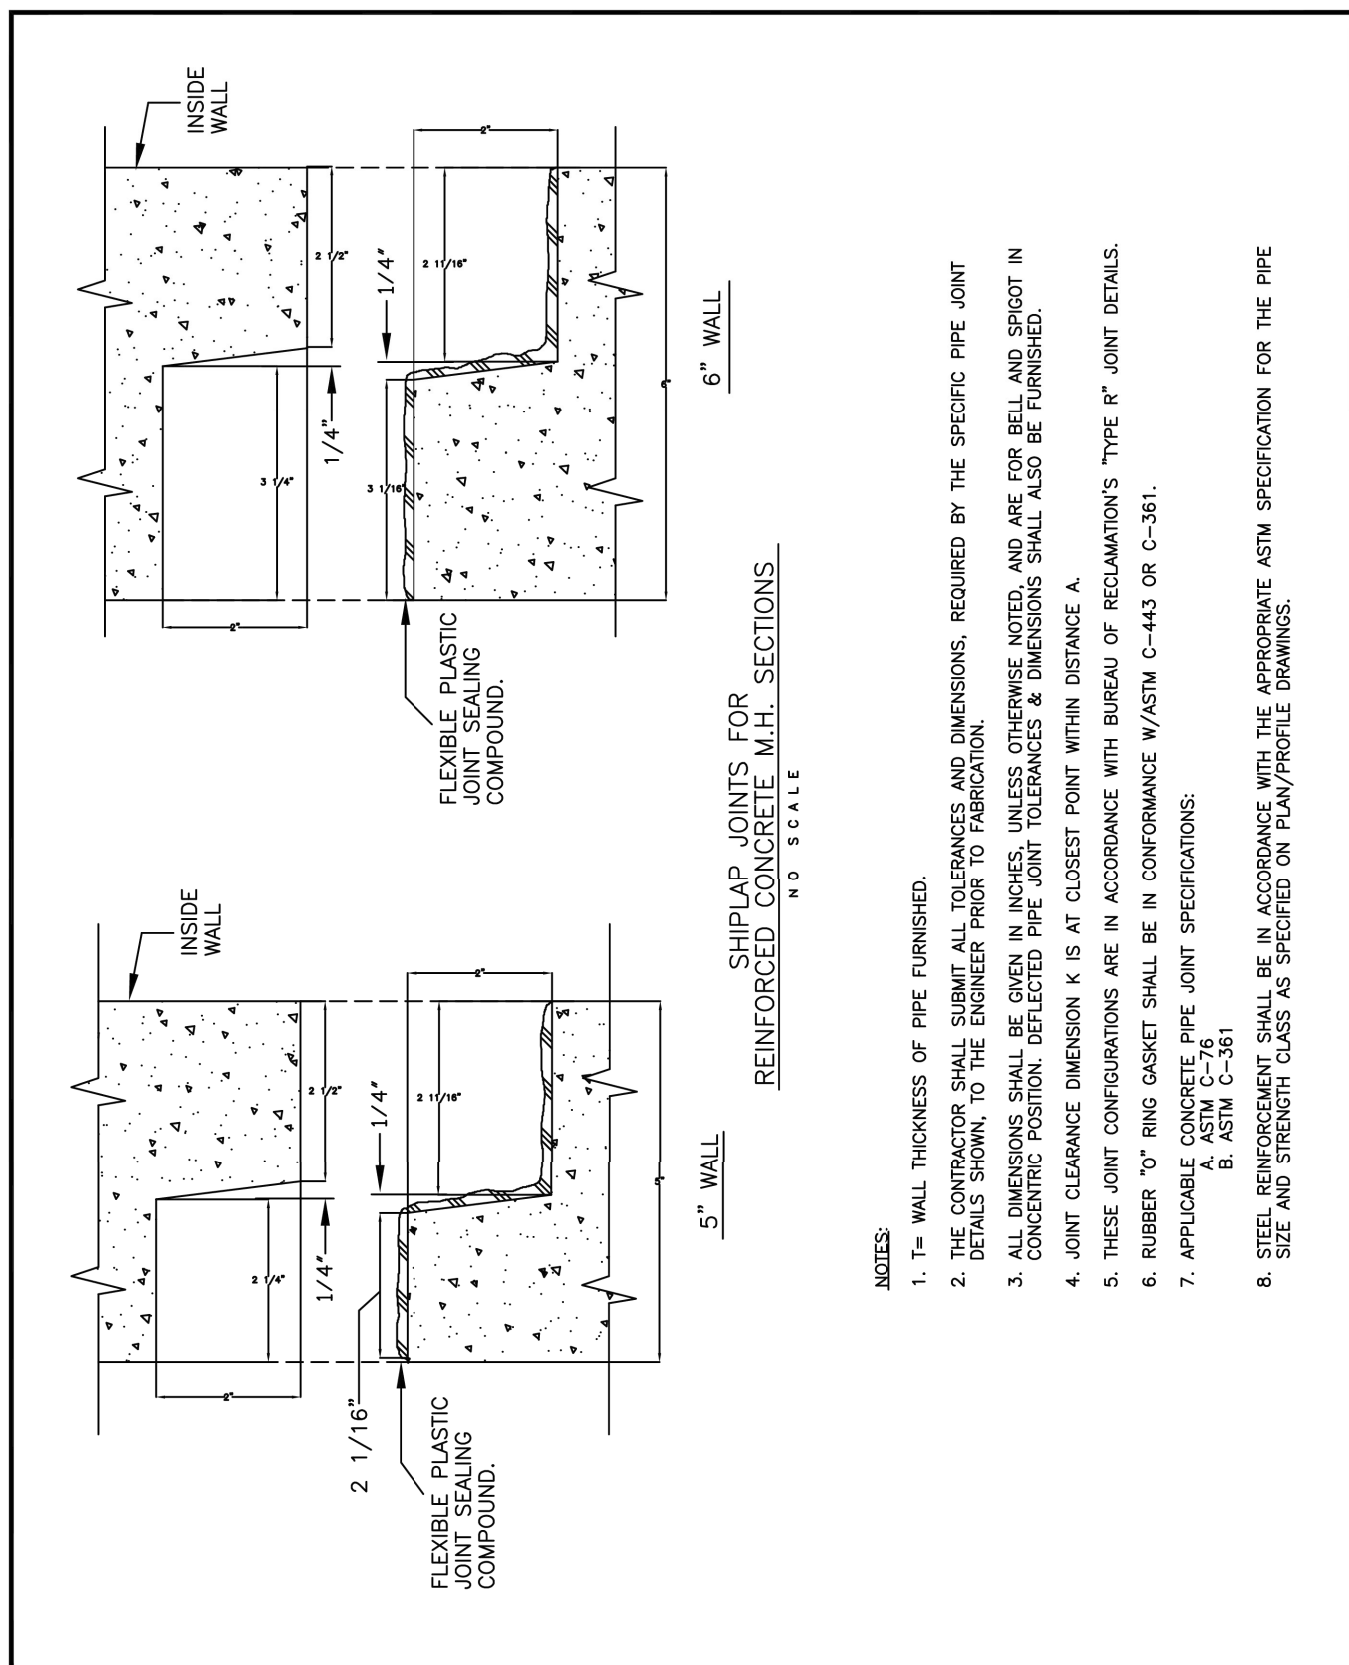 INSIDE
WALL
2"
2 1/2"
2 1/4"
1/4"
1/4"
2"
2 11/16"
2 1/16"
5"
FLEXIBLE PLASTIC
JOINT SEALING
COMPOUND.
5" WALL
INSIDE
WALL
2"
2 1/2"
3 1/4"
1/4"
1/4"
2"
2 11/16"
3 1/16"
6"
FLEXIBLE PLASTIC
JOINT SEALING
COMPOUND.
6" WALL
SHIPLAP JOINTS FOR
REINFORCED CONCRETE M.H. SECTIONS
NO SCALE
NOTES:
1. T= WALL THICKNESS OF PIPE FURNISHED.
2. THE CONTRACTOR SHALL SUBMIT ALL TOLERANCES AND DIMENSIONS, REQUIRED BY THE SPECIFIC PIPE JOINT
DETAILS SHOWN, TO THE ENGINEER PRIOR TO FABRICATION.
3. ALL DIMENSIONS SHALL BE GIVEN IN INCHES, UNLESS OTHERWISE NOTED, AND ARE FOR BELL AND SPIGOT IN
CONCENTRIC POSITION. DEFLECTED PIPE JOINT TOLERANCES & DIMENSIONS SHALL ALSO BE FURNISHED.
4. JOINT CLEARANCE DIMENSION K IS AT CLOSEST POINT WITHIN DISTANCE A.
5. THESE JOINT CONFIGURATIONS ARE IN ACCORDANCE WITH BUREAU OF RECLAMATION'S "TYPE R" JOINT DETAILS.
6. RUBBER "O" RING GASKET SHALL BE IN CONFORMANCE W/ASTM C-443 OR C-361.
7. APPLICABLE CONCRETE PIPE JOINT SPECIFICATIONS:
A. ASTM C-76
B. ASTM C-361
8. STEEL REINFORCEMENT SHALL BE IN ACCORDANCE WITH THE APPROPRIATE ASTM SPECIFICATION FOR THE PIPE
SIZE AND STRENGTH CLASS AS SPECIFIED ON PLAN/PROFILE DRAWINGS.